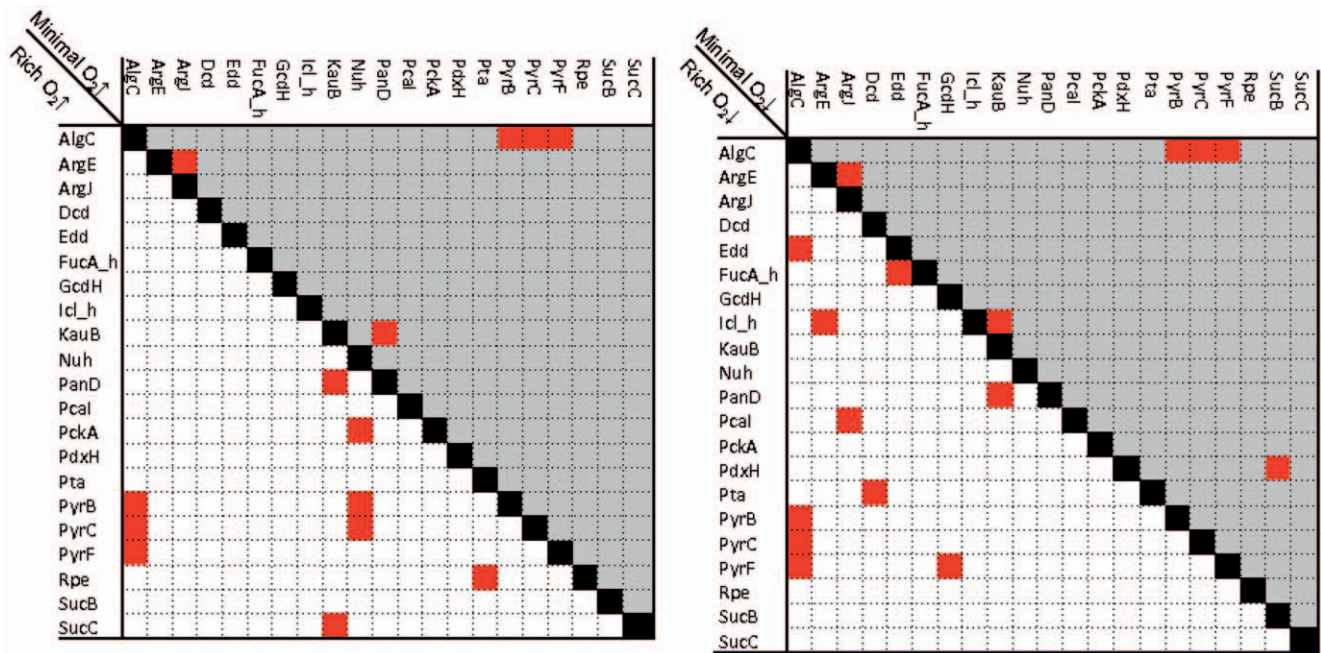 Minimal O₂↑
Rich O₂↑
AlgC
ArgE
ArgJ
Dcd
Edd
FucA_h
GcdH
Icl_h
KauB
Nuh
PanD
PcaI
PckA
PdxH
Pta
PyrB
PyrC
PyrF
Rpe
SucB
SucC
AlgC
ArgE
ArgJ
Dcd
Edd
FucA_h
GcdH
Icl_h
KauB
Nuh
PanD
PcaI
PckA
PdxH
Pta
PyrB
PyrC
PyrF
Rpe
SucB
SucC
Minimal O₂↓
Rich O₂↓
AlgC
ArgE
ArgJ
Dcd
Edd
FucA_h
GcdH
Icl_h
KauB
Nuh
PanD
PcaI
PckA
PdxH
Pta
PyrB
PyrC
PyrF
Rpe
SucB
SucC
AlgC
ArgE
ArgJ
Dcd
Edd
FucA_h
GcdH
Icl_h
KauB
Nuh
PanD
PcaI
PckA
PdxH
Pta
PyrB
PyrC
PyrF
Rpe
SucB
SucC